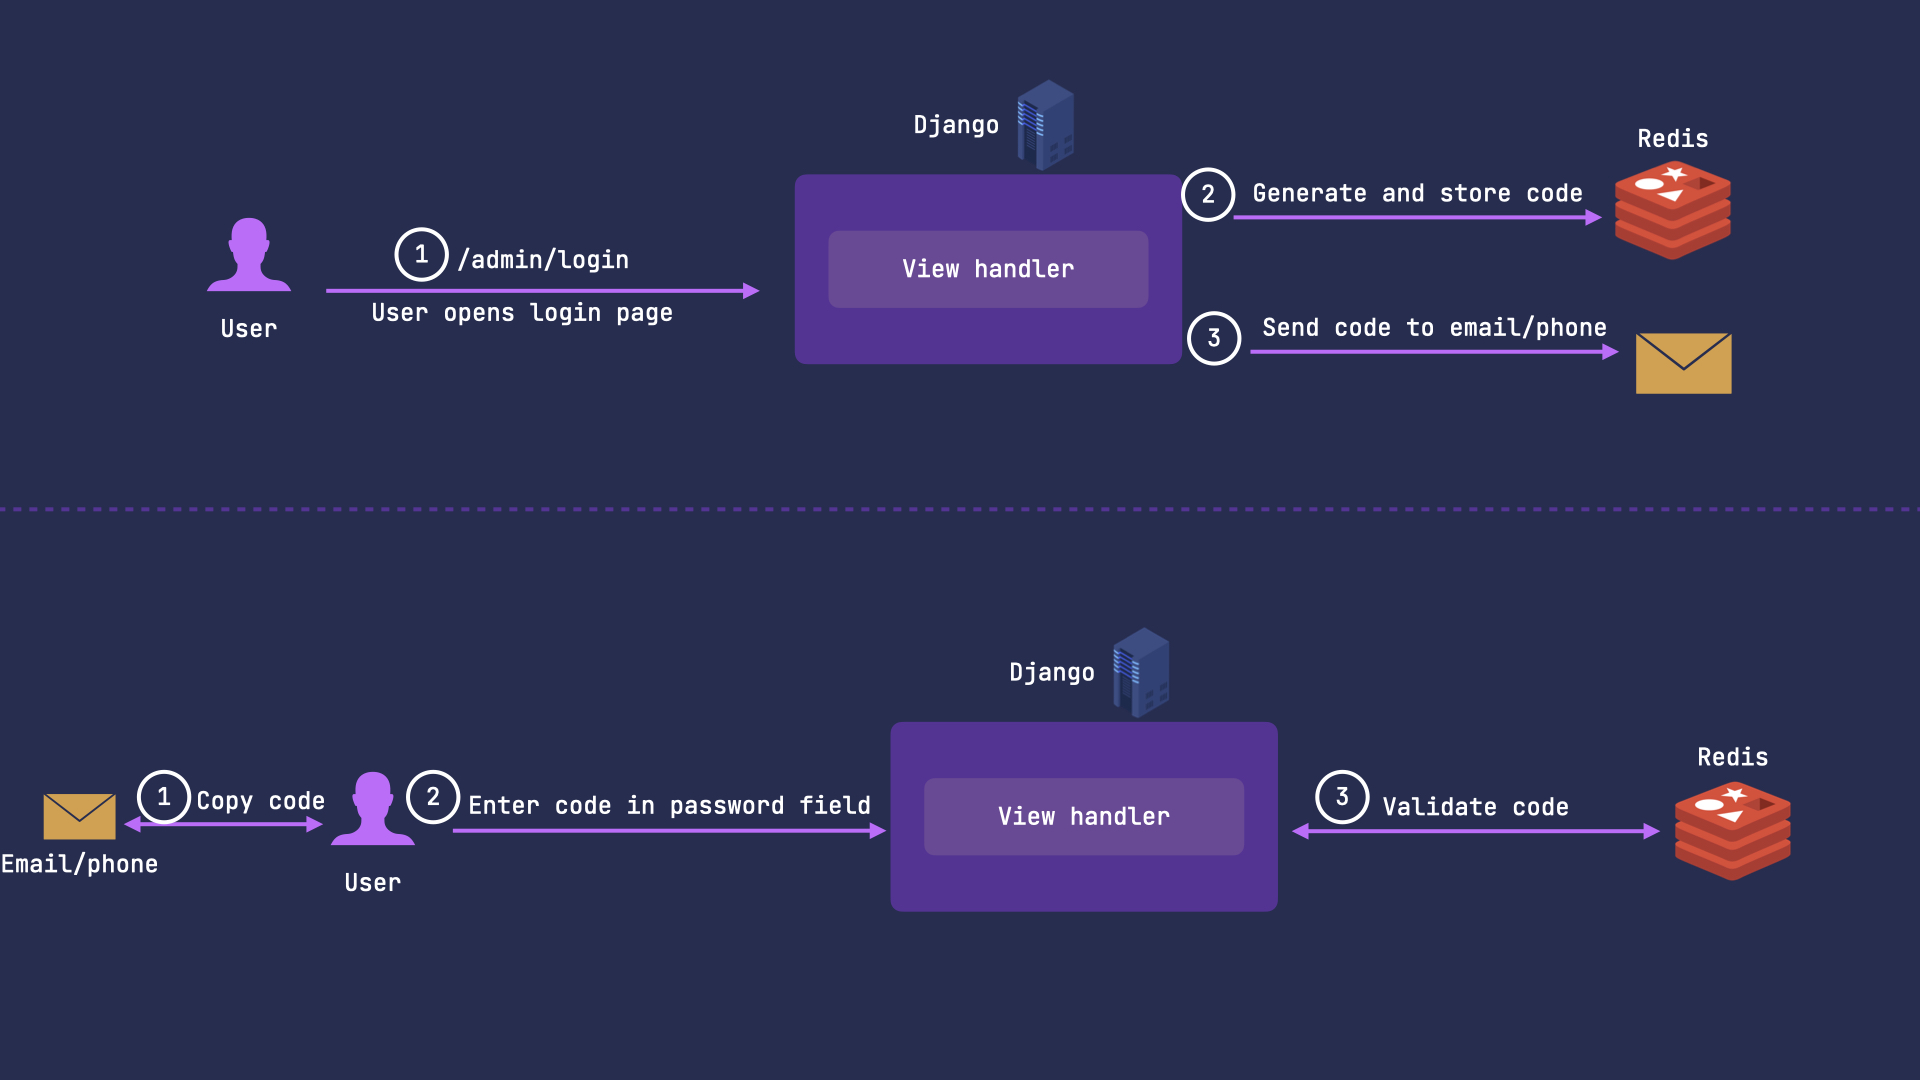 Django
Redis
2
Generate and store code
1
/admin/login
View handler
User opens login page
User
3
Send code to email/phone
Django
Redis
1
Copy code
2
Enter code in password field
View handler
3
Validate code
Email/phone
User